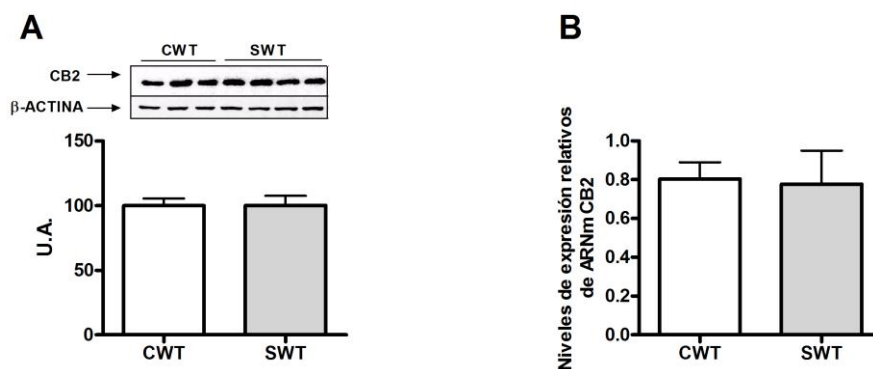 A
CWT SWT
CB2
β-ACTINA
U.A.
150
100
50
0
CWT SWT
B
Niveles de expresión relativos
de ARNm CB2
1.0
0.8
0.6
0.4
0.2
0.0
CWT SWT